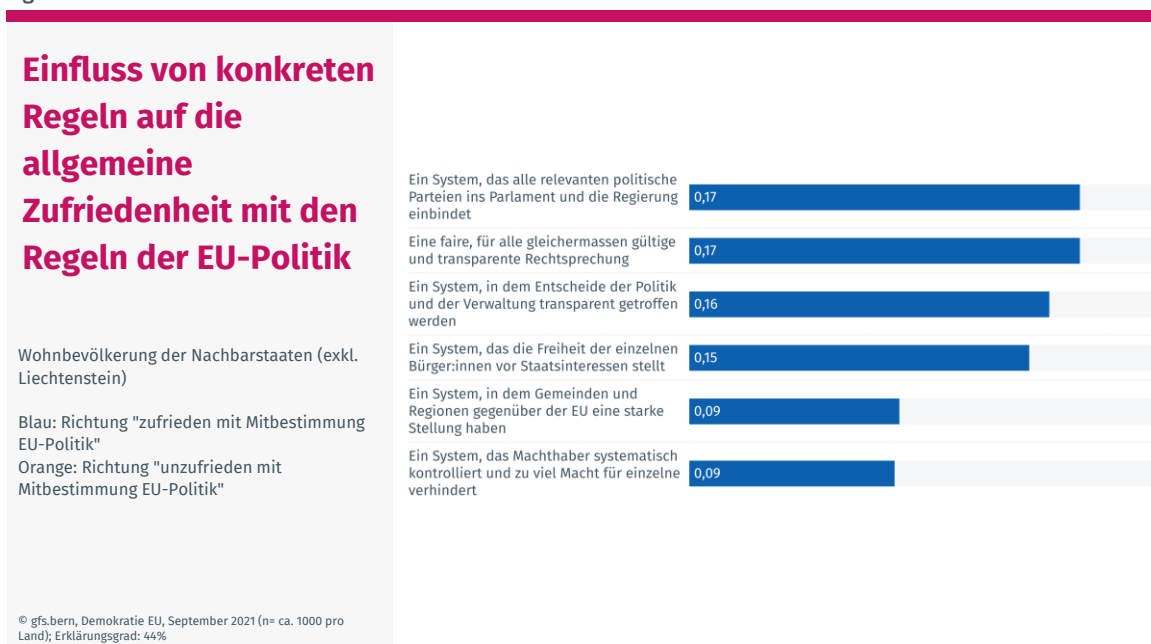 Einfluss von konkreten
Regeln auf die
allgemeine
Zufriedenheit mit den
Regeln der EU-Politik
Wohnbevölkerung der Nachbarstaaten (exkl.
Liechtenstein)
Blau: Richtung "zufrieden mit Mitbestimmung
EU-Politik"
Orange: Richtung "unzufrieden mit
Mitbestimmung EU-Politik"
© gfs.bern, Demokratie EU, September 2021 (n= ca. 1000 pro
Land); Erklärungsgrad: 44%
Ein System, das alle relevanten politische
Parteien ins Parlament und die Regierung
einbindet
0,17
Eine faire, für alle gleichermassen gültige
und transparente Rechtsprechung
0,17
Ein System, in dem Entscheide der Politik
und der Verwaltung transparent getroffen
werden
0,16
Ein System, das die Freiheit der einzelnen
Bürger:innen vor Staatsinteressen stellt
0,15
Ein System, in dem Gemeinden und
Regionen gegenüber der EU eine starke
Stellung haben
0,09
Ein System, das Machthaber systematisch
kontrolliert und zu viel Macht für einzelne
verhindert
0,09